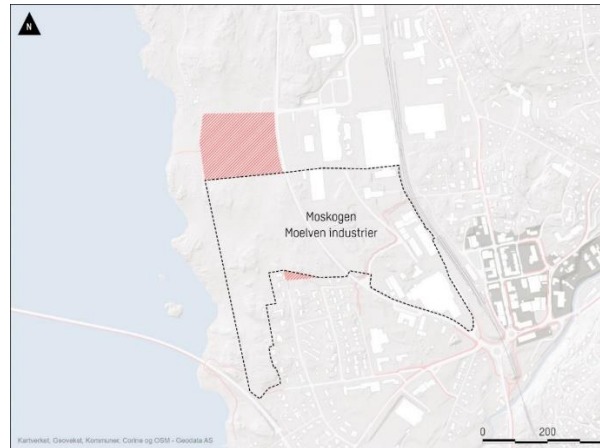 N
Moskogen
Moelven industrier
0 200
Kartverket, Geovekst, Kommuner, Corine og OSM - Geodata AS